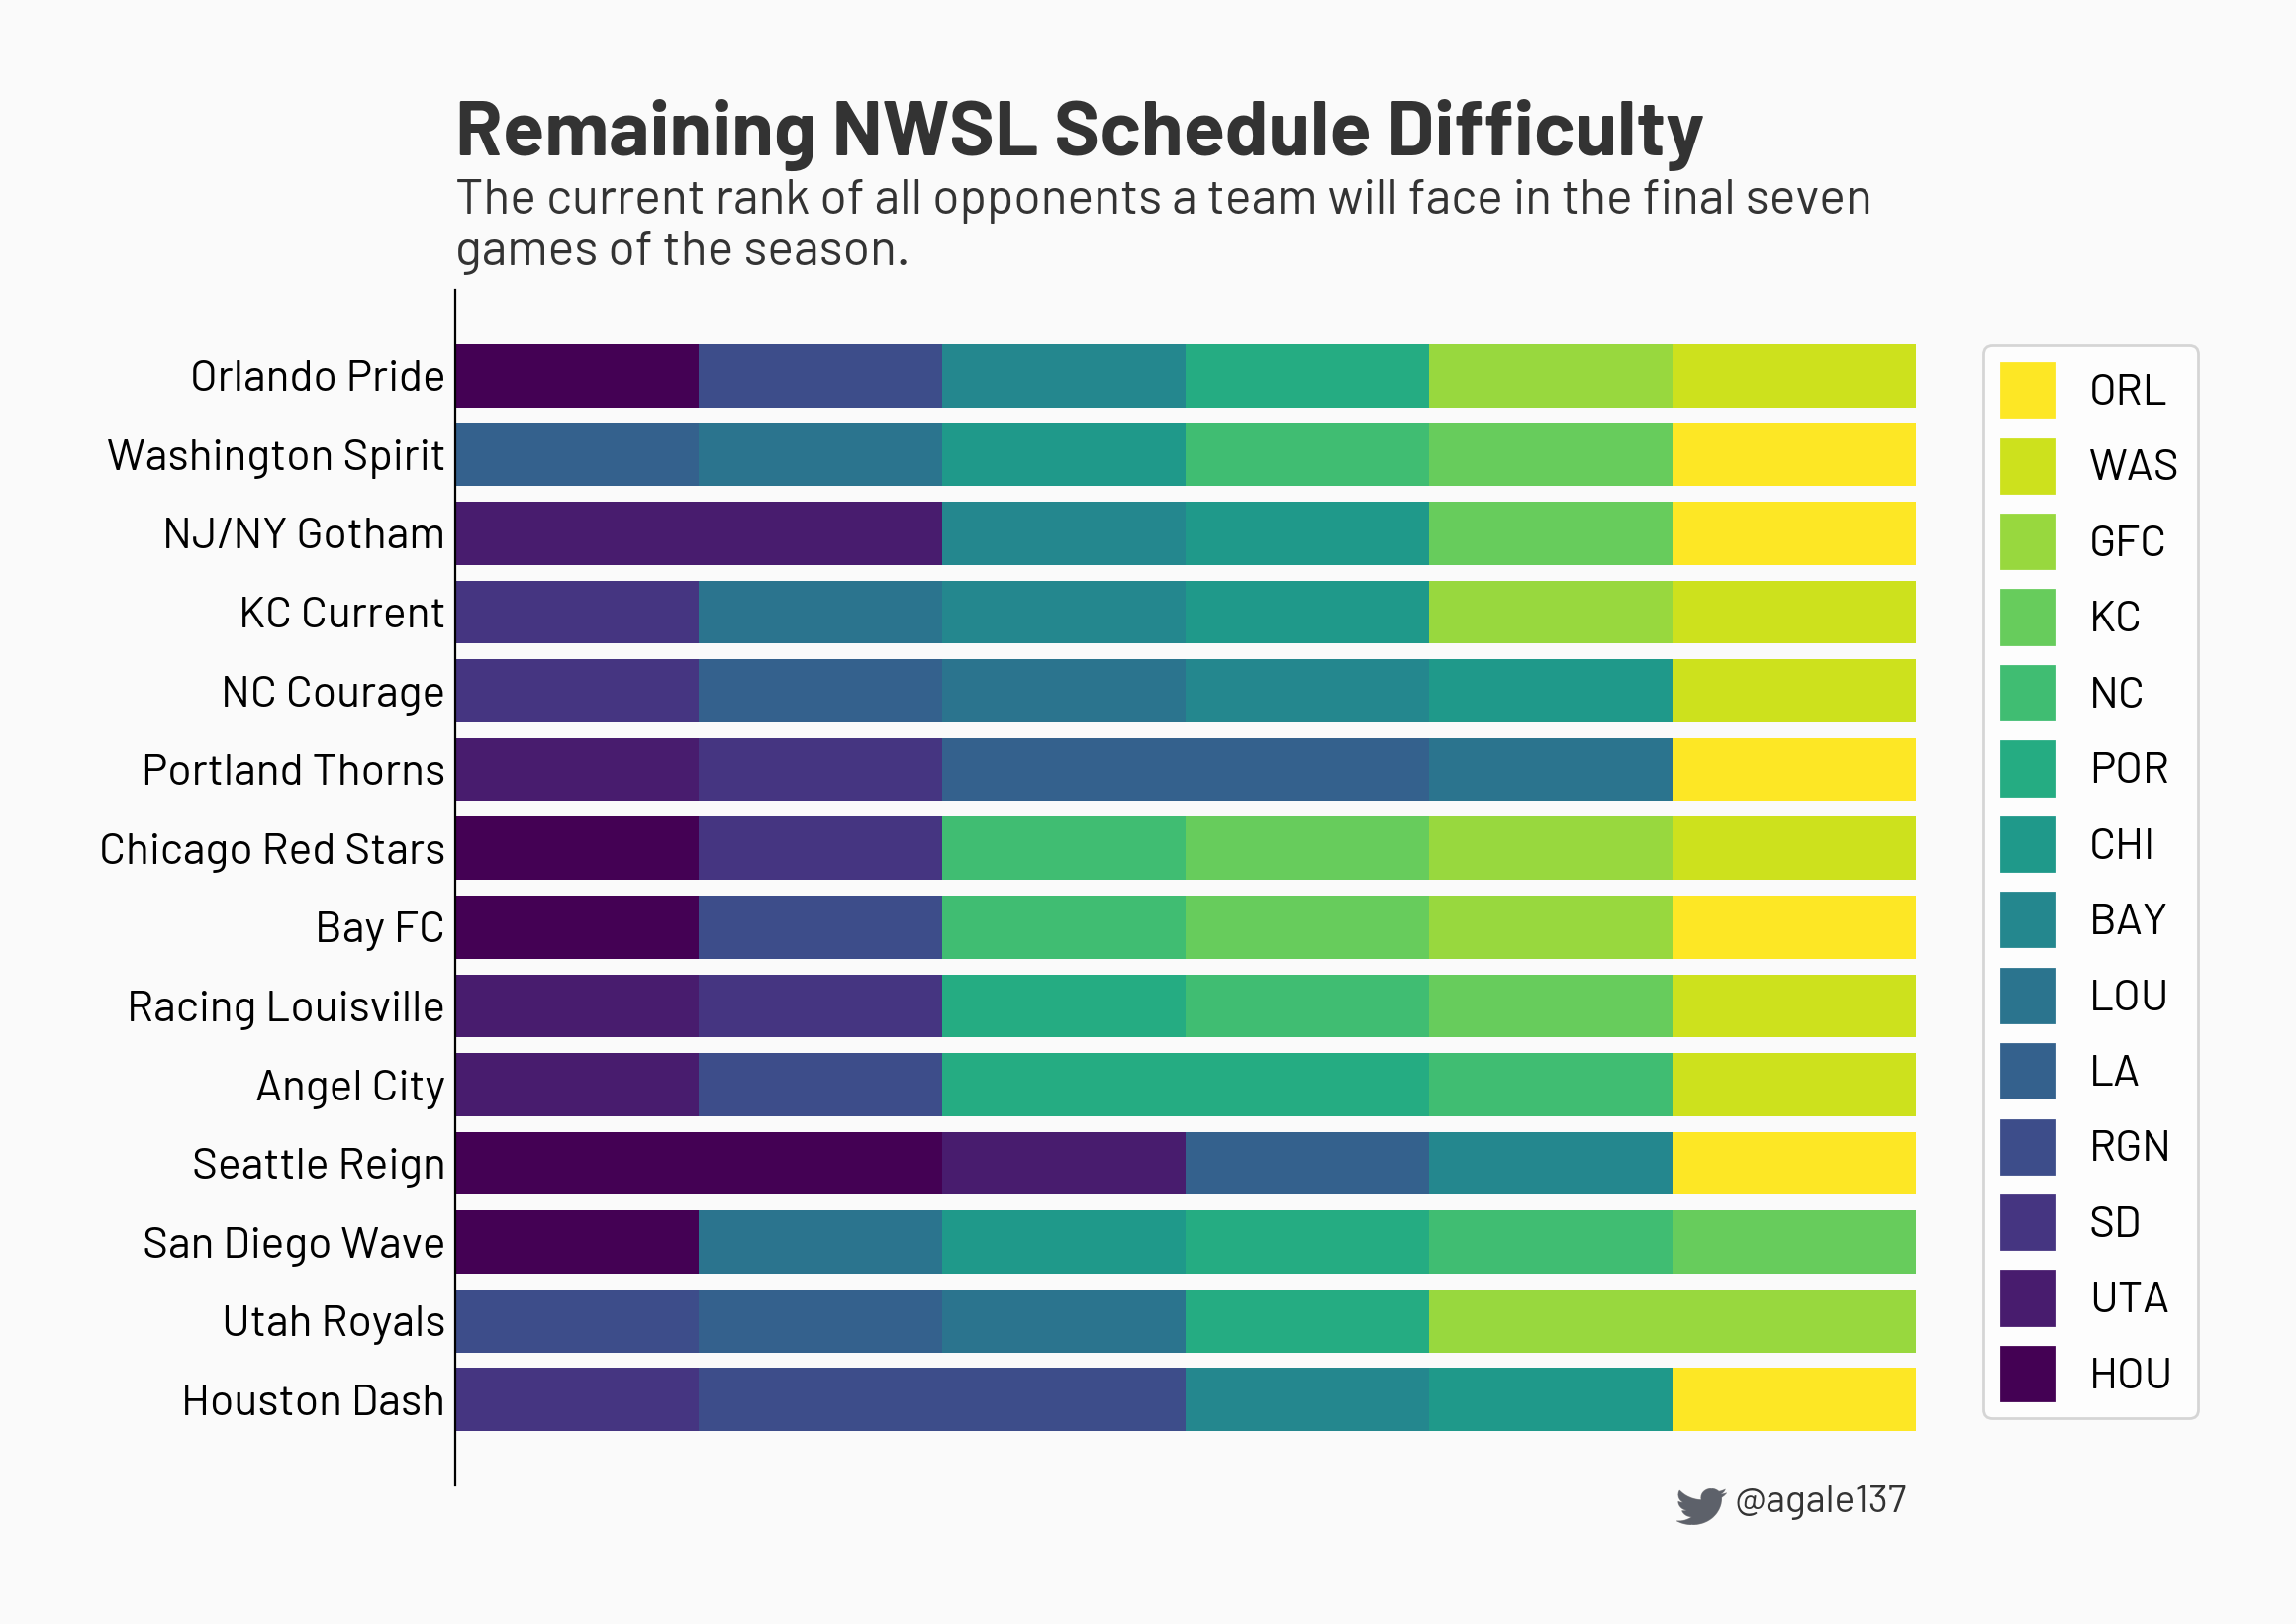 Remaining NWSL Schedule Difficulty
The current rank of all opponents a team will face in the final seven
games of the season.
Orlando Pride
Washington Spirit
NJ/NY Gotham
KC Current
NC Courage
Portland Thorns
Chicago Red Stars
Bay FC
Racing Louisville
Angel City
Seattle Reign
San Diego Wave
Utah Royals
Houston Dash
ORL
WAS
GFC
KC
NC
POR
CHI
BAY
LOU
LA
RGN
SD
UTA
HOU
@agale137